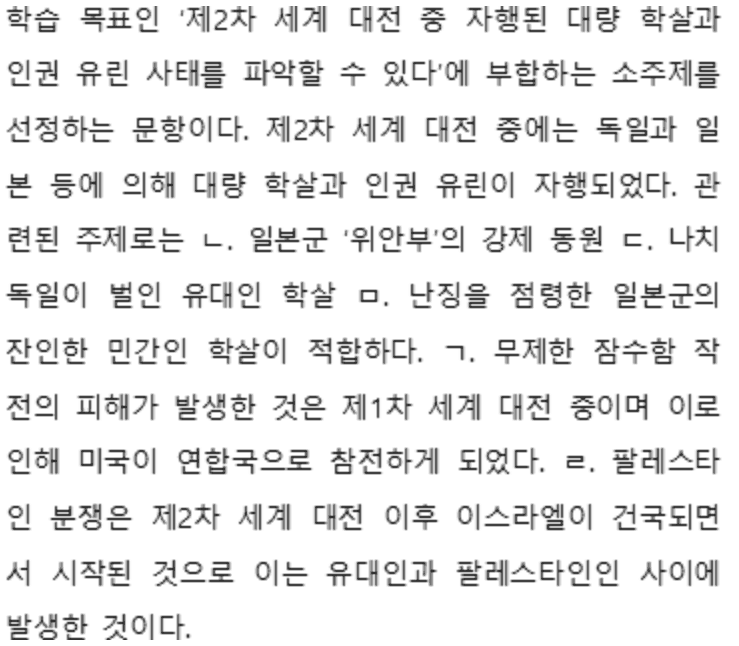 학습 목표인 '제2차 세계 대전 중 자행된 대량 학살과
인권 유린 사태를 파악할 수 있다'에 부합하는 소주제를
선정하는 문항이다. 제2차 세계 대전 중에는 독일과 일
본 등에 의해 대량 학살과 인권 유린이 자행되었다. 관
련된 주제로는 ㄴ. 일본군 '위안부'의 강제 동원 ㄷ. 나치
독일이 벌인 유대인 학살 ㅁ. 난징을 점령한 일본군의
잔인한 민간인 학살이 적합하다. ㄱ. 무제한 잠수함 작
전의 피해가 발생한 것은 제1차 세계 대전 중이며 이로
인해 미국이 연합국으로 참전하게 되었다. ㄹ. 팔레스타
인 분쟁은 제2차 세계 대전 이후 이스라엘이 건국되면
서 시작된 것으로 이는 유대인과 팔레스타인인 사이에
발생한 것이다.